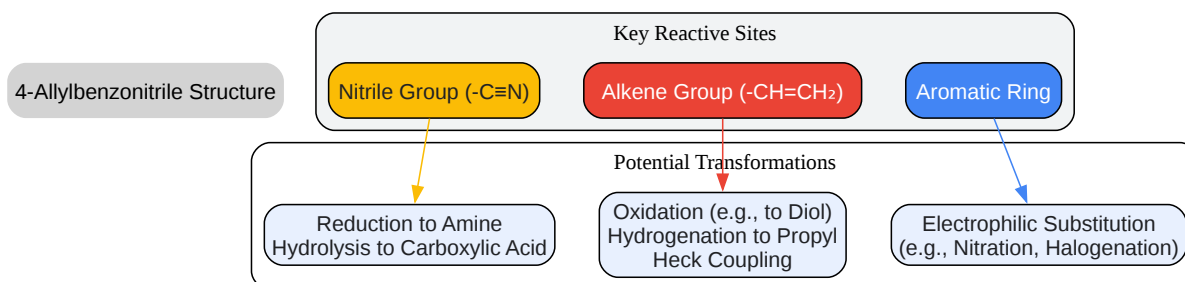 Key Reactive Sites
4-Allylbenzonitrile Structure
Nitrile Group (-C≡N)
Alkene Group (-CH=CH₂)
Aromatic Ring
Potential Transformations
Reduction to Amine
Hydrolysis to Carboxylic Acid
Oxidation (e.g., to Diol)
Hydrogenation to Propyl
Heck Coupling
Electrophilic Substitution
(e.g., Nitration, Halogenation)